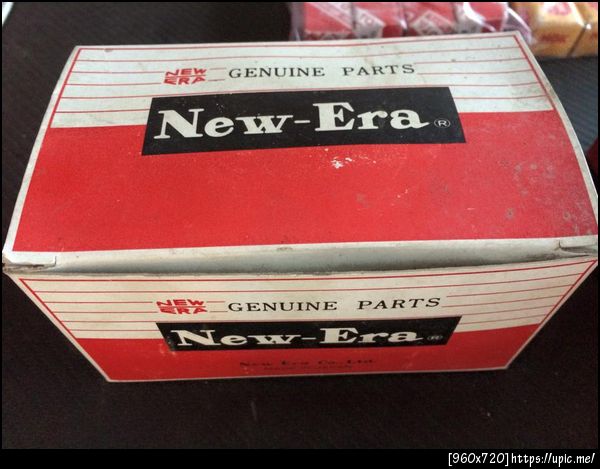 NEW ERA
GENUINE PARTS
New-Era®
NEW ERA
GENUINE PARTS
New-Era®
New Era Co., Ltd.
[960x720]https://upic.me/